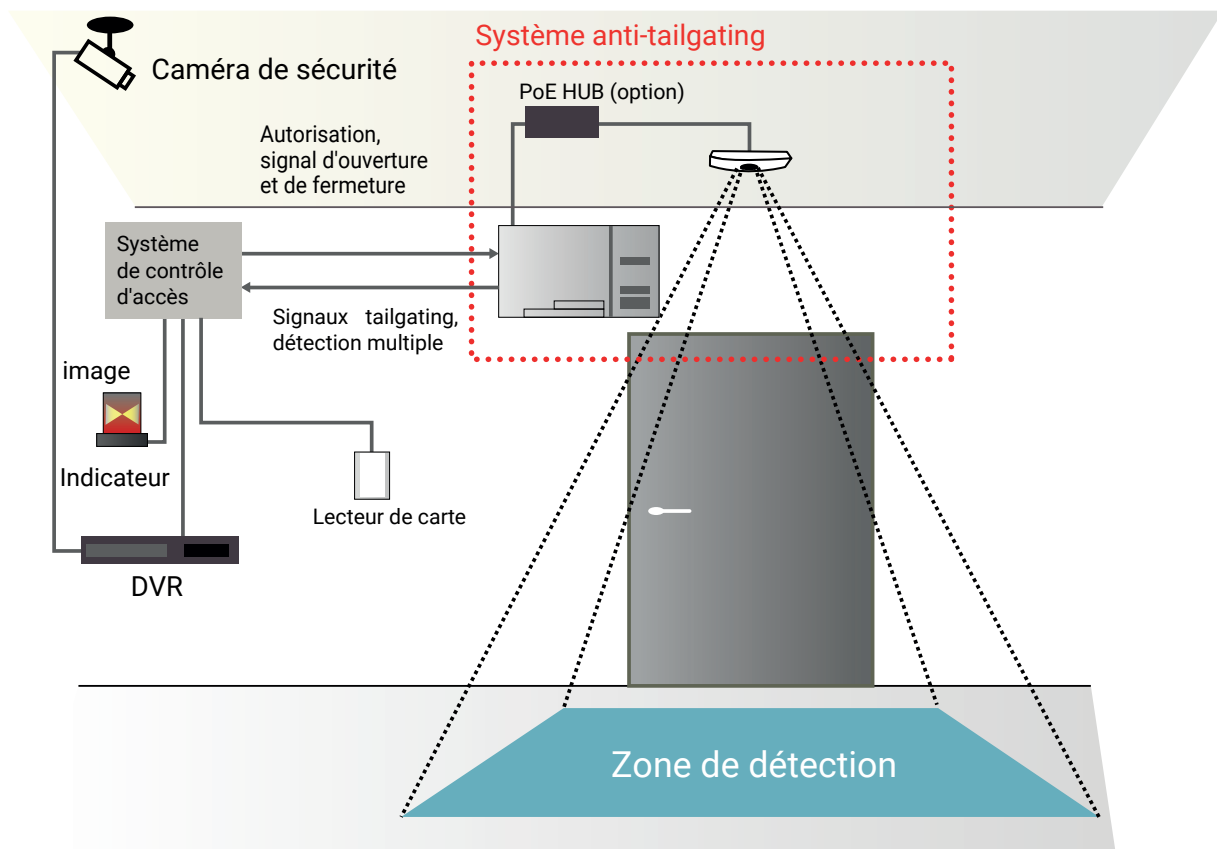 Système anti-tailgating
Caméra de sécurité
PoE HUB (option)
Autorisation,
signal d'ouverture
et de fermeture
Système
de contrôle
d'accès
Signaux tailgating,
détection multiple
image
Indicateur
Lecteur de carte
DVR
Zone de détection